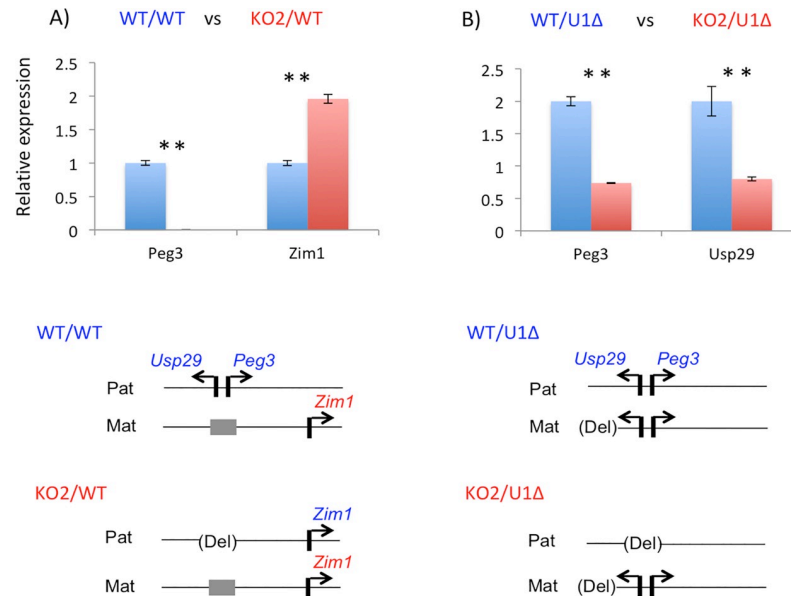 A) WT/WT vs KO2/WT
Relative expression
2.5
2
1.5
1
0.5
0
**
**
Peg3 Zim1
B) WT/U1Δ vs KO2/U1Δ
2.5
2
1.5
1
0.5
0
**
**
Peg3 Usp29
WT/WT
Usp29 Peg3
Pat
Zim1
Mat
KO2/WT
Zim1
Pat (Del)
Zim1
Mat
WT/U1Δ
Usp29 Peg3
Pat
Mat (Del)
KO2/U1Δ
Pat (Del)
Mat (Del)